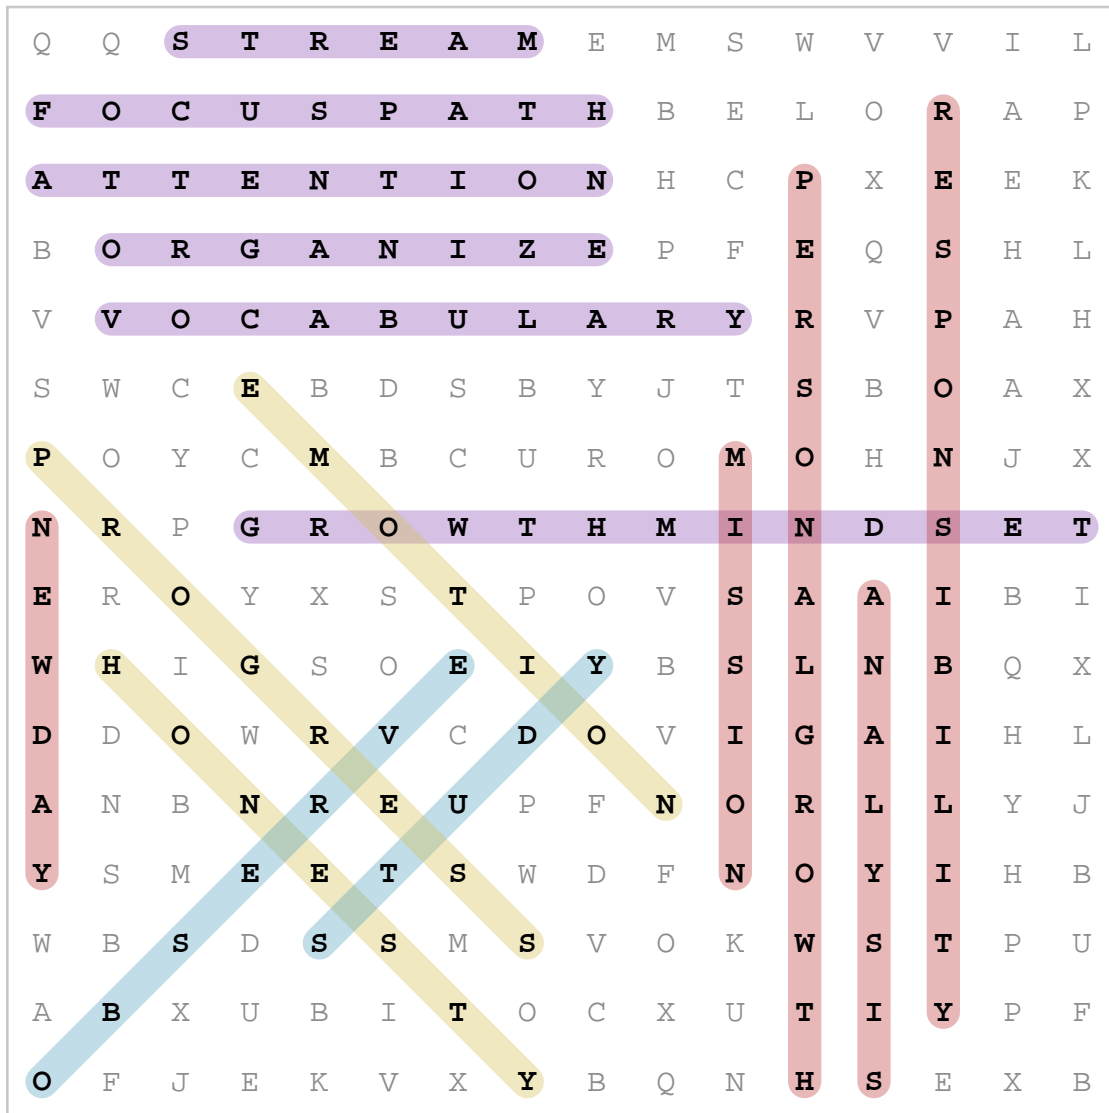 Q Q S T R E A M E M S W V V I L
F O C U S P A T H B E L O R A P
A T T E N T I O N H C P X E E K
B O R G A N I Z E P F E Q S H L
V V O C A B U L A R Y R V P A H
S W C E B D S B Y J T S B O A X
P O Y C M B C U R O M O H N J X
N R P G R O W T H M I N D S E T
E R O Y X S T P O V S A A I B I
W H I G S O E I Y B S L N B Q X
D D O W R V C D O V I G A I H L
A N B N R E U P F N O R L L Y J
Y S M E E T S W D F N O Y I H B
W B S D S S M S V O K W S T P U
A B X U B I T O C X U T I Y P F
O F J E K V X Y B Q N H S E X B